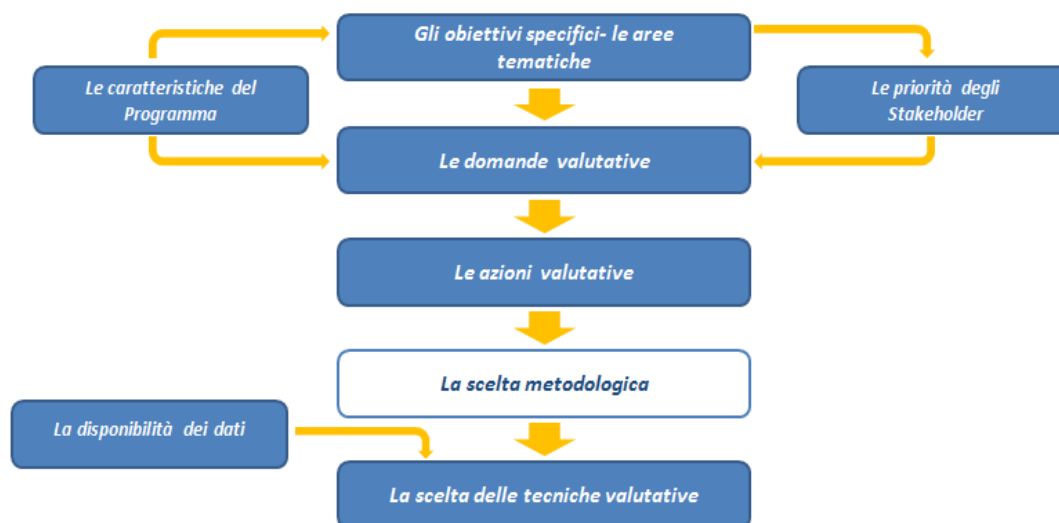 Gli obiettivi specifici- le aree
tematiche
Le caratteristiche del
Programma
Le priorità degli
Stakeholder
Le domande valutative
Le azioni valutative
La scelta metodologica
La disponibilità dei dati
La scelta delle tecniche valutative